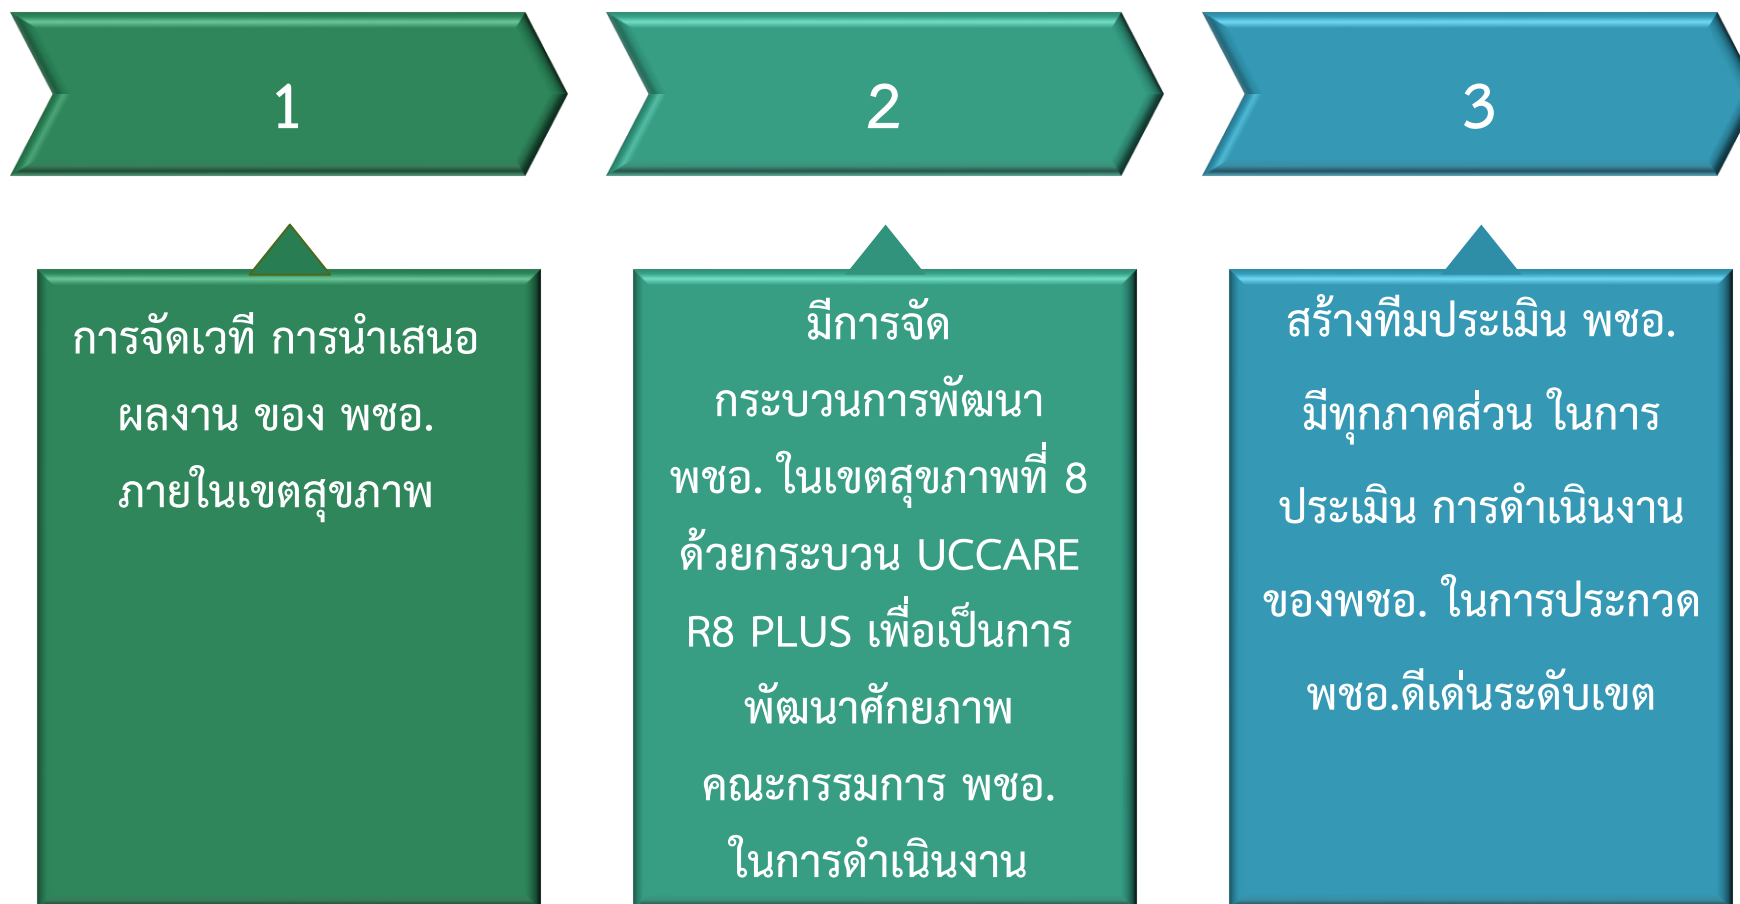 1
การจัดเวที การนำเสนอ
ผลงาน ของ พชอ.
ภายในเขตสุขภาพ
2
มีการจัด
กระบวนการพัฒนา
พชอ. ในเขตสุขภาพที่ 8
ด้วยกระบวน UCCARE
R8 PLUS เพื่อเป็นการ
พัฒนาศักยภาพ
คณะกรรมการ พชอ.
ในการดำเนินงาน
3
สร้างทีมประเมิน พชอ.
มีทุกภาคส่วน ในการ
ประเมิน การดำเนินงาน
ของพชอ. ในการประกวด
พชอ.ดีเด่นระดับเขต